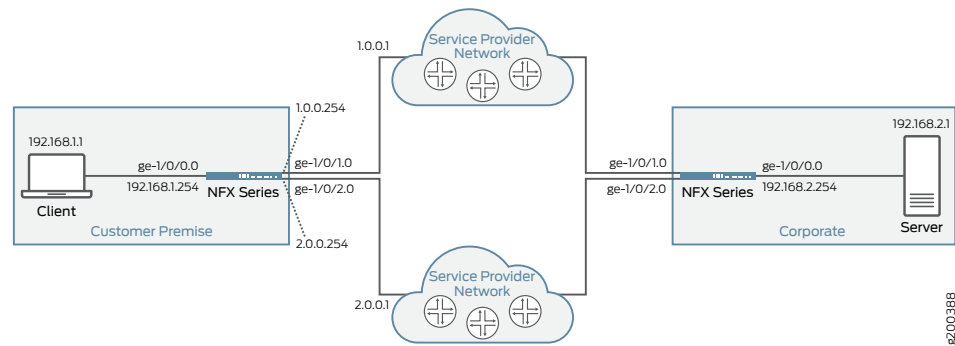 Service Provider
Network
1.0.0.1
1.0.0.254
192.168.1.1
192.168.2.1
ge-1/0/0.0
192.168.1.254
ge-1/0/1.0
ge-1/0/2.0
NFX Series
Client
Customer Premise
2.0.0.254
ge-1/0/1.0
ge-1/0/2.0
ge-1/0/0.0
192.168.2.254
NFX Series
Server
Corporate
Service Provider
Network
2.0.0.1
g200388